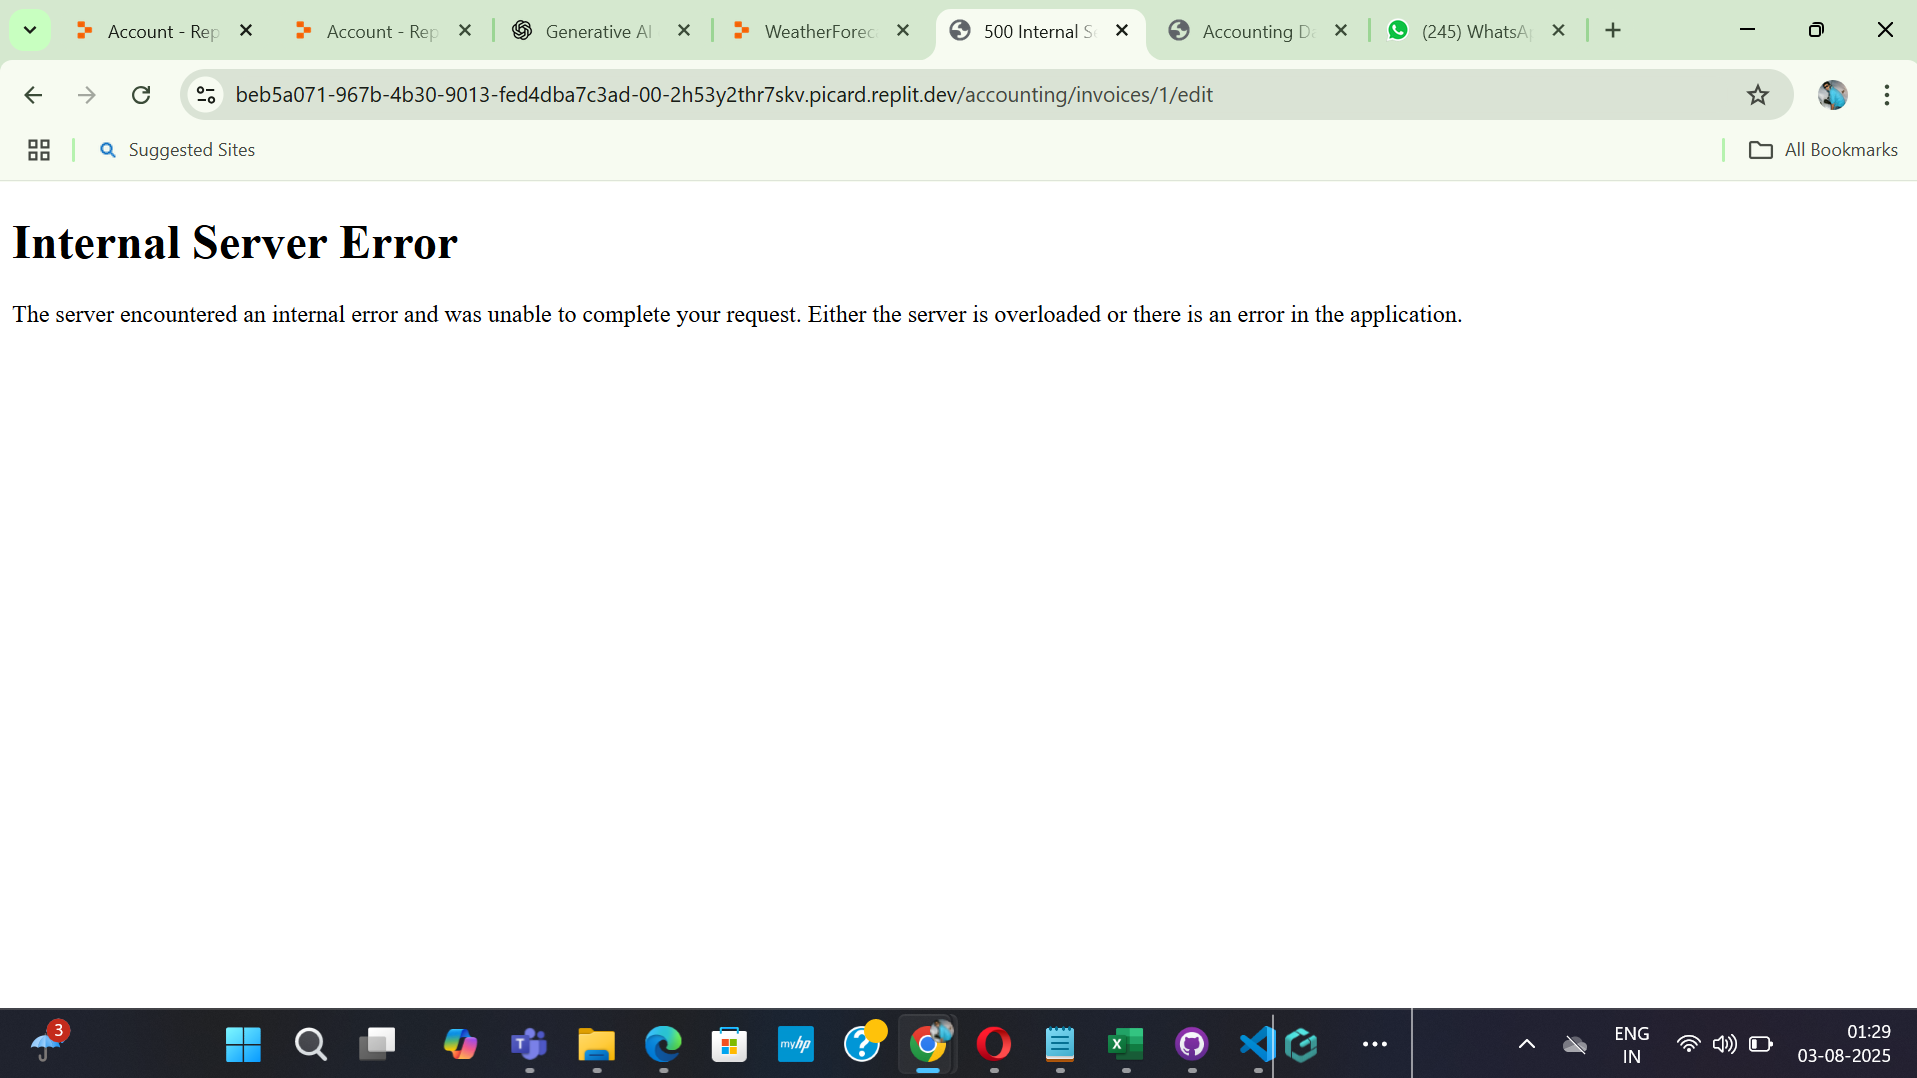 Account - Rep
Account - Rep
Generative AI
WeatherForec
500 Internal Se
Accounting Da
(245) WhatsAp
beb5a071-967b-4b30-9013-fed4dba7c3ad-00-2h53y2thr7skv.picard.replit.dev/accounting/invoices/1/edit
Suggested Sites
All Bookmarks
Internal Server Error
The server encountered an internal error and was unable to complete your request. Either the server is overloaded or there is an error in the application.
3
myhp
ENG
IN
01:29
03-08-2025